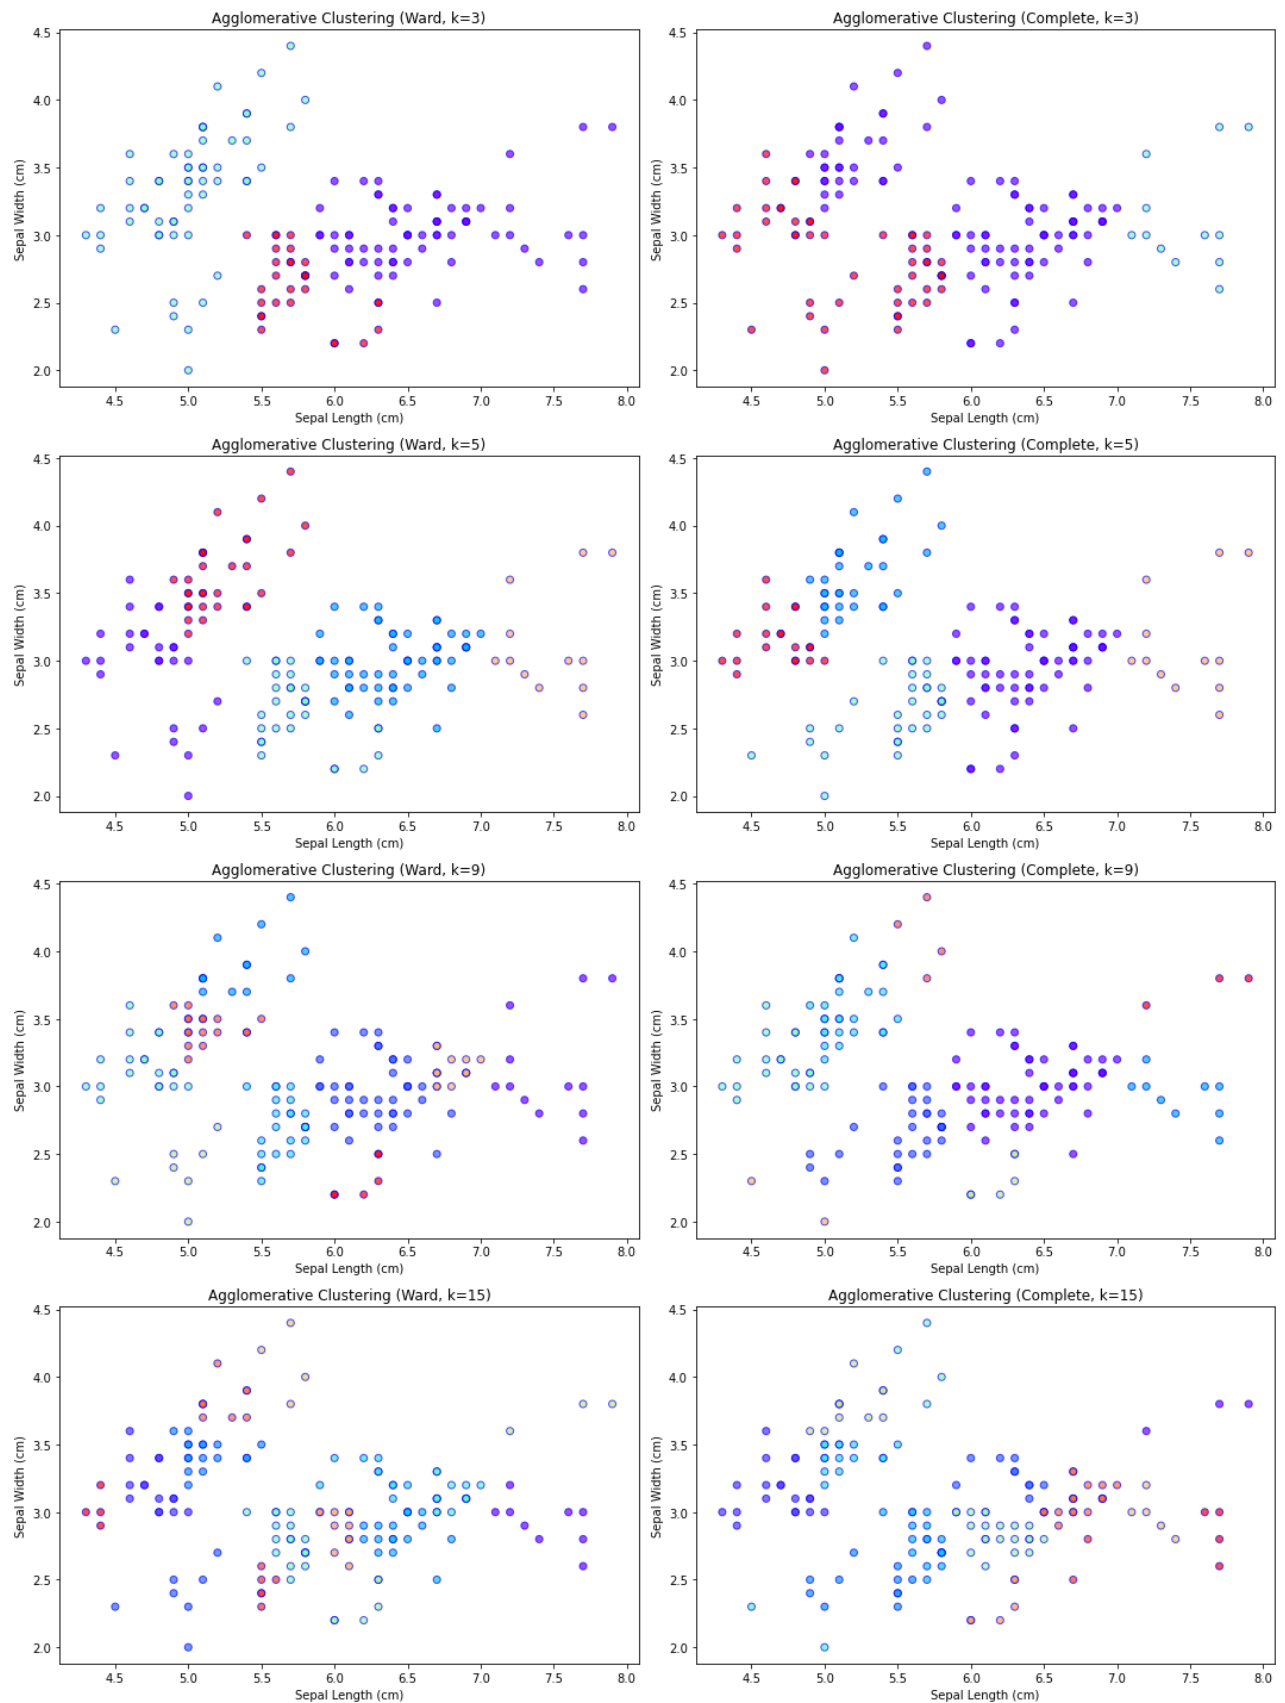 Agglomerative Clustering (Ward, k=3)
4.5
4.0
3.5
3.0
2.5
2.0
Sepal Width (cm)
4.5 5.0 5.5 6.0 6.5 7.0 7.5 8.0
Sepal Length (cm)
Agglomerative Clustering (Complete, k=3)
4.5
4.0
3.5
3.0
2.5
2.0
Sepal Width (cm)
4.5 5.0 5.5 6.0 6.5 7.0 7.5 8.0
Sepal Length (cm)
Agglomerative Clustering (Ward, k=5)
4.5
4.0
3.5
3.0
2.5
2.0
Sepal Width (cm)
4.5 5.0 5.5 6.0 6.5 7.0 7.5 8.0
Sepal Length (cm)
Agglomerative Clustering (Complete, k=5)
4.5
4.0
3.5
3.0
2.5
2.0
Sepal Width (cm)
4.5 5.0 5.5 6.0 6.5 7.0 7.5 8.0
Sepal Length (cm)
Agglomerative Clustering (Ward, k=9)
4.5
4.0
3.5
3.0
2.5
2.0
Sepal Width (cm)
4.5 5.0 5.5 6.0 6.5 7.0 7.5 8.0
Sepal Length (cm)
Agglomerative Clustering (Complete, k=9)
4.5
4.0
3.5
3.0
2.5
2.0
Sepal Width (cm)
4.5 5.0 5.5 6.0 6.5 7.0 7.5 8.0
Sepal Length (cm)
Agglomerative Clustering (Ward, k=15)
4.5
4.0
3.5
3.0
2.5
2.0
Sepal Width (cm)
4.5 5.0 5.5 6.0 6.5 7.0 7.5 8.0
Sepal Length (cm)
Agglomerative Clustering (Complete, k=15)
4.5
4.0
3.5
3.0
2.5
2.0
Sepal Width (cm)
4.5 5.0 5.5 6.0 6.5 7.0 7.5 8.0
Sepal Length (cm)